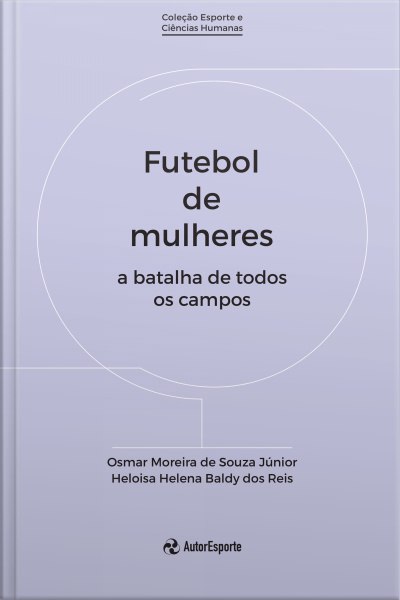 Coleção Esporte e
Ciências Humanas
Futebol
de
mulheres
a batalha de todos
os campos
Osmar Moreira de Souza Júnior
Heloisa Helena Baldy dos Reis
AutorEsporte